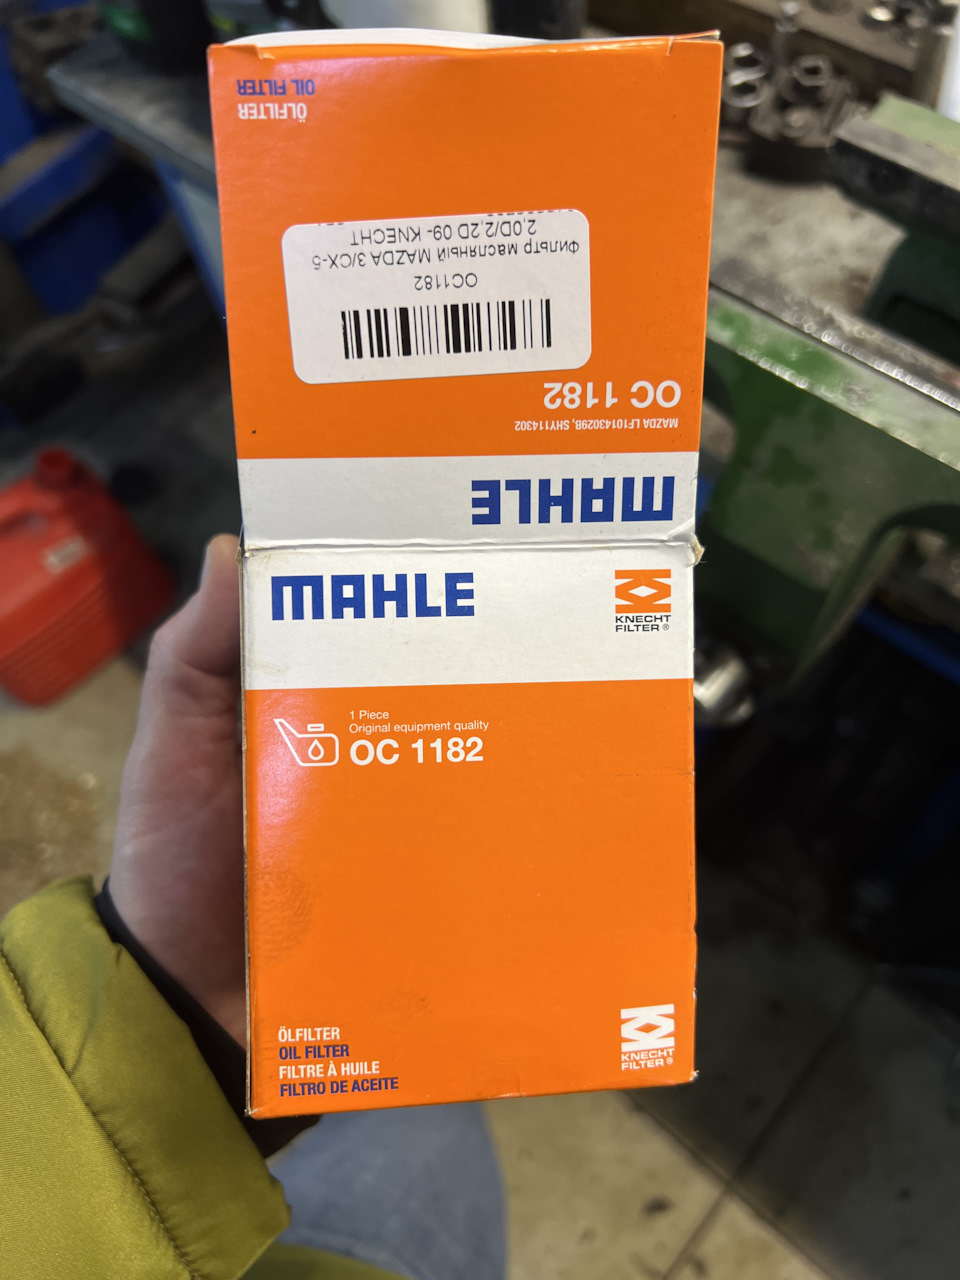 OIL FILTER
ÖLFILTER
2,0D/2,2D 09- KNECHT
Фильтр масляный MAZDA 3/CX-5
OC1182
OC 1182
MAZDA LF10143029B, SHY114302
MAHLE
MAHLE
KNECHT
FILTER®
1 Piece
Original equipment quality
OC 1182
ÖLFILTER
OIL FILTER
FILTRE À HUILE
FILTRO DE ACEITE
KNECHT
FILTER®